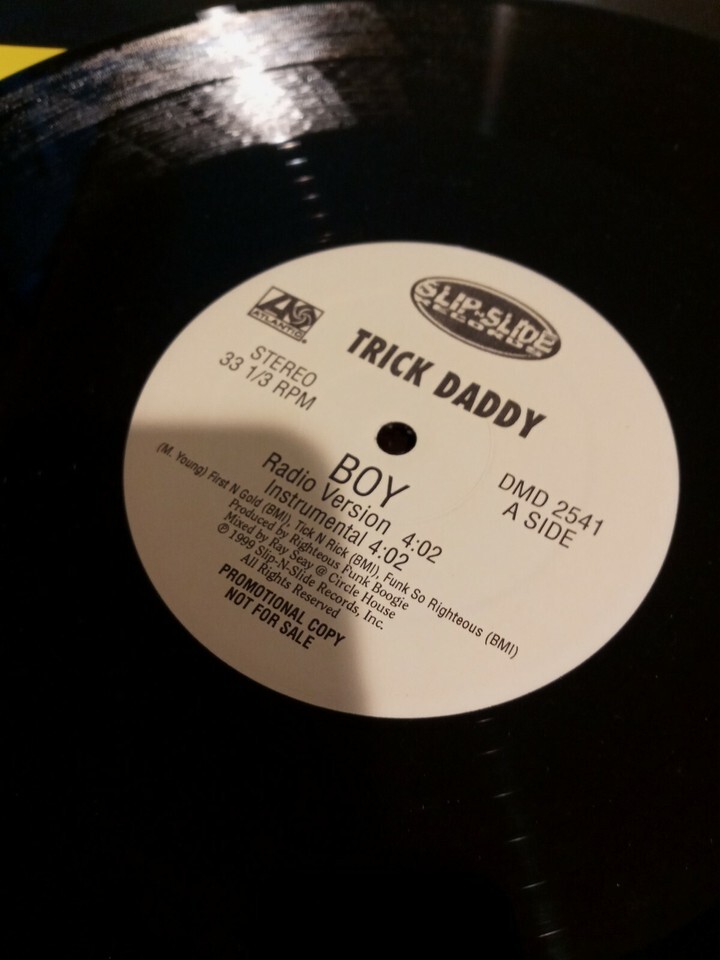 SLIP-N-SLIDE
RECORDS
ATLANTIC®
TRICK DADDY
STEREO
33 1/3 RPM
DMD 2541
A SIDE
BOY
Radio Version 4:02
Instrumental 4:02
(M. Young) First N Gold (BMI), Tick N Rick (BMI), Funk So Righteous (BMI)
Produced by Righteous Funk Boogie
Mixed by Ray Seay @ Circle House
℗ 1999 Slip-N-Slide Records, Inc.
All Rights Reserved
PROMOTIONAL COPY
NOT FOR SALE